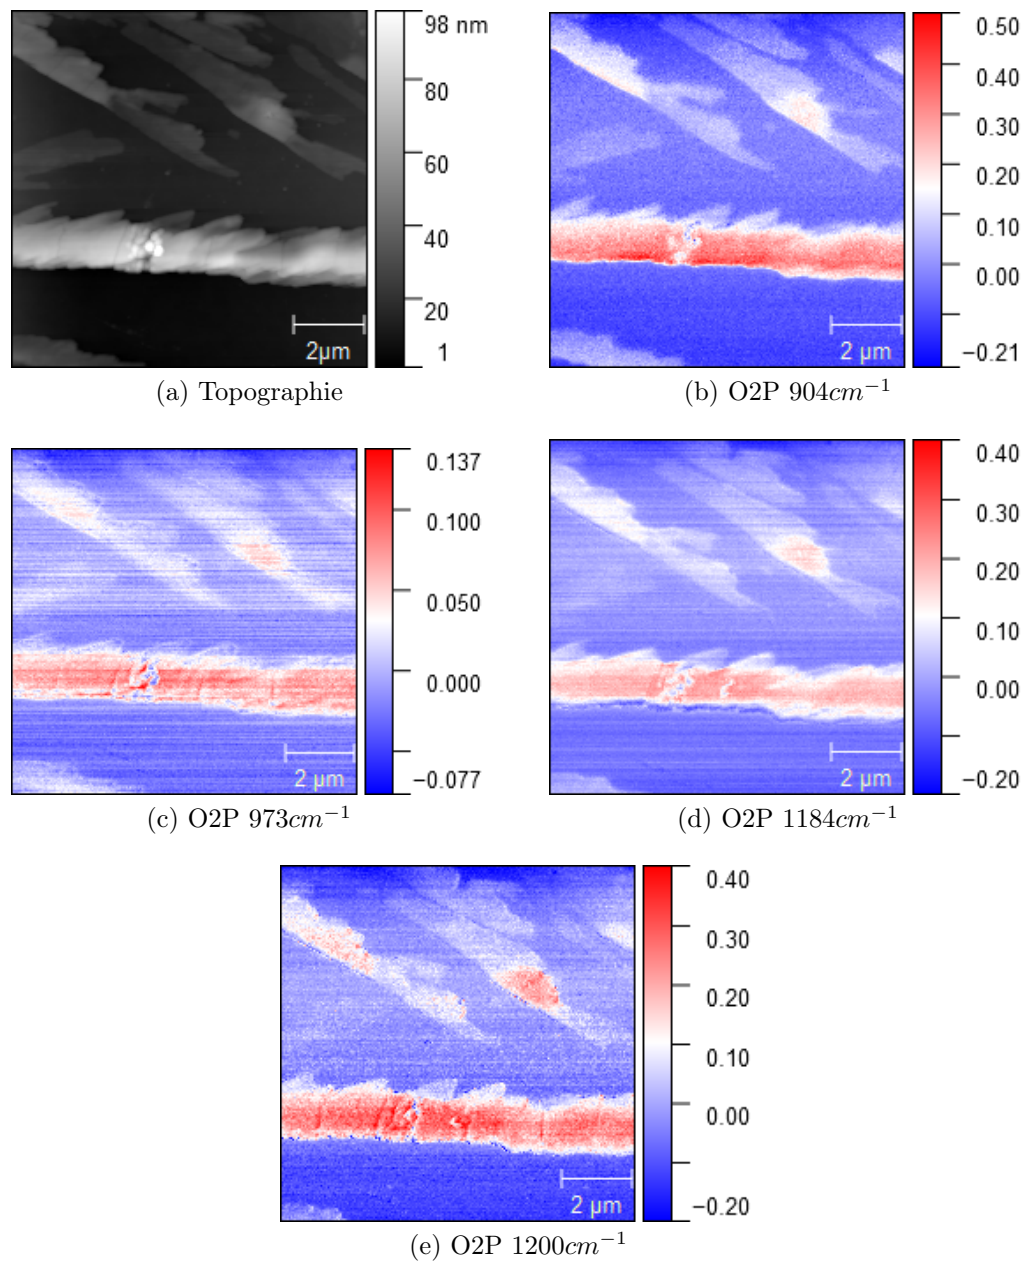 98 nm
80
60
40
20
1
2µm
(a) Topographie
0.50
0.40
0.30
0.20
0.10
0.00
−0.21
2 µm
(b) O2P 904cm⁻¹
0.137
0.100
0.050
0.000
−0.077
2 µm
(c) O2P 973cm⁻¹
0.40
0.30
0.20
0.10
0.00
−0.20
2 µm
(d) O2P 1184cm⁻¹
0.40
0.30
0.20
0.10
0.00
−0.20
2 µm
(e) O2P 1200cm⁻¹